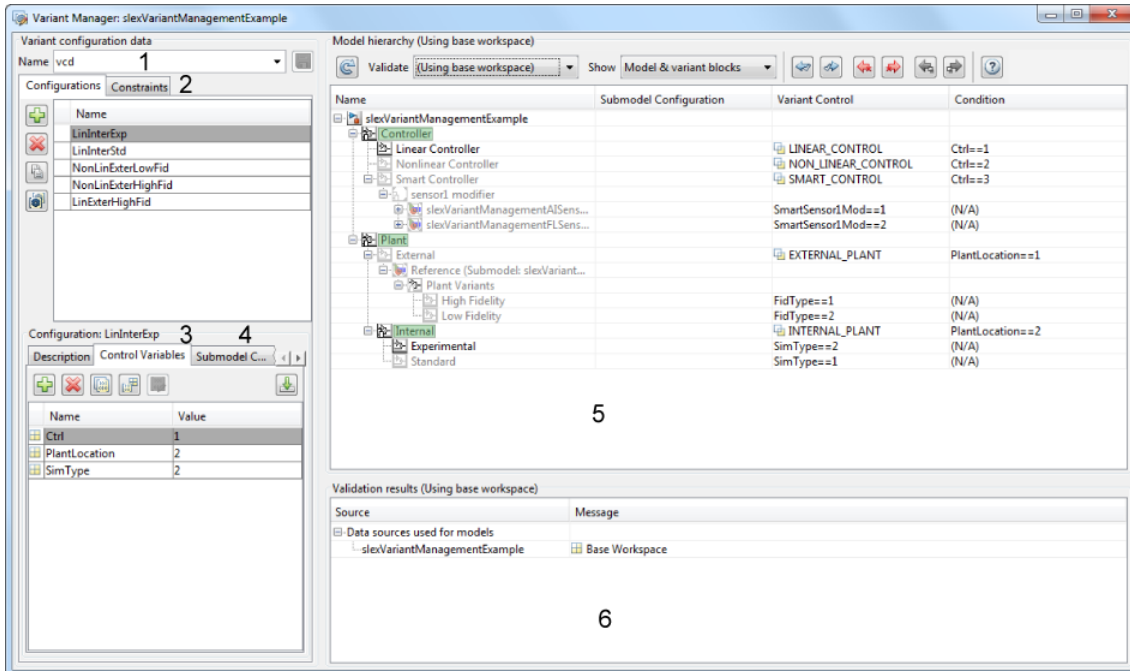 Variant Manager: slexVariantManagementExample
Variant configuration data
Name vcd 1
Configurations Constraints 2
Name
LinInterExp
LinInterStd
NonLinExterLowFid
NonLinExterHighFid
LinExterHighFid
Configuration: LinInterExp 3 4
Description Control Variables Submodel C...
Name Value
Ctrl 1
PlantLocation 2
SimType 2
Model hierarchy (Using base workspace)
Validate (Using base workspace) Show Model & variant blocks
Name Submodel Configuration Variant Control Condition
slexVariantManagementExample
Controller
Linear Controller LINEAR_CONTROL Ctrl==1
Nonlinear Controller NON_LINEAR_CONTROL Ctrl==2
Smart Controller SMART_CONTROL Ctrl==3
sensor1 modifier
slexVariantManagementAISens... SmartSensor1Mod==1 (N/A)
slexVariantManagementFLSens... SmartSensor1Mod==2 (N/A)
Plant
External EXTERNAL_PLANT PlantLocation==1
Reference (Submodel: slexVariant...
Plant Variants
High Fidelity FidType==1 (N/A)
Low Fidelity FidType==2 (N/A)
Internal INTERNAL_PLANT PlantLocation==2
Experimental SimType==2 (N/A)
Standard SimType==1 (N/A)
5
Validation results (Using base workspace)
Source Message
Data sources used for models
slexVariantManagementExample Base Workspace
6